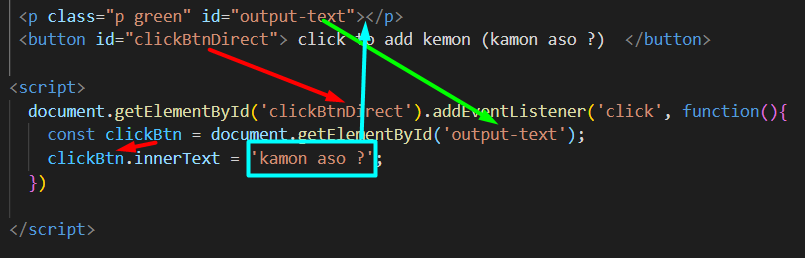 <p class="p green" id="output-text"></p>
<button id="clickBtnDirect"> click to add kemon (kamon aso ?)  </button>
<script>
document.getElementById('clickBtnDirect').addEventListener('click', function(){
const clickBtn = document.getElementById('output-text');
clickBtn.innerText = 'kamon aso ?';
})
</script>